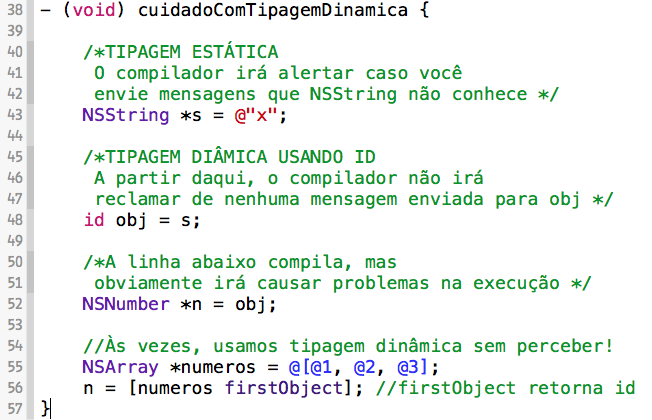 38 - (void) cuidadoComTipagemDinamica {
39
40 /*TIPAGEM ESTÁTICA
41 O compilador irá alertar caso você
42 envie mensagens que NSString não conhece */
43 NSString *s = @"x";
44
45 /*TIPAGEM DIÂMICA USANDO ID
46 A partir daqui, o compilador não irá
47 reclamar de nenhuma mensagem enviada para obj */
48 id obj = s;
49
50 /*A linha abaixo compila, mas
51 obviamente irá causar problemas na execução */
52 NSNumber *n = obj;
53
54 //Às vezes, usamos tipagem dinâmica sem perceber!
55 NSArray *numeros = @[@1, @2, @3];
56 n = [numeros firstObject]; //firstObject retorna id
57 }